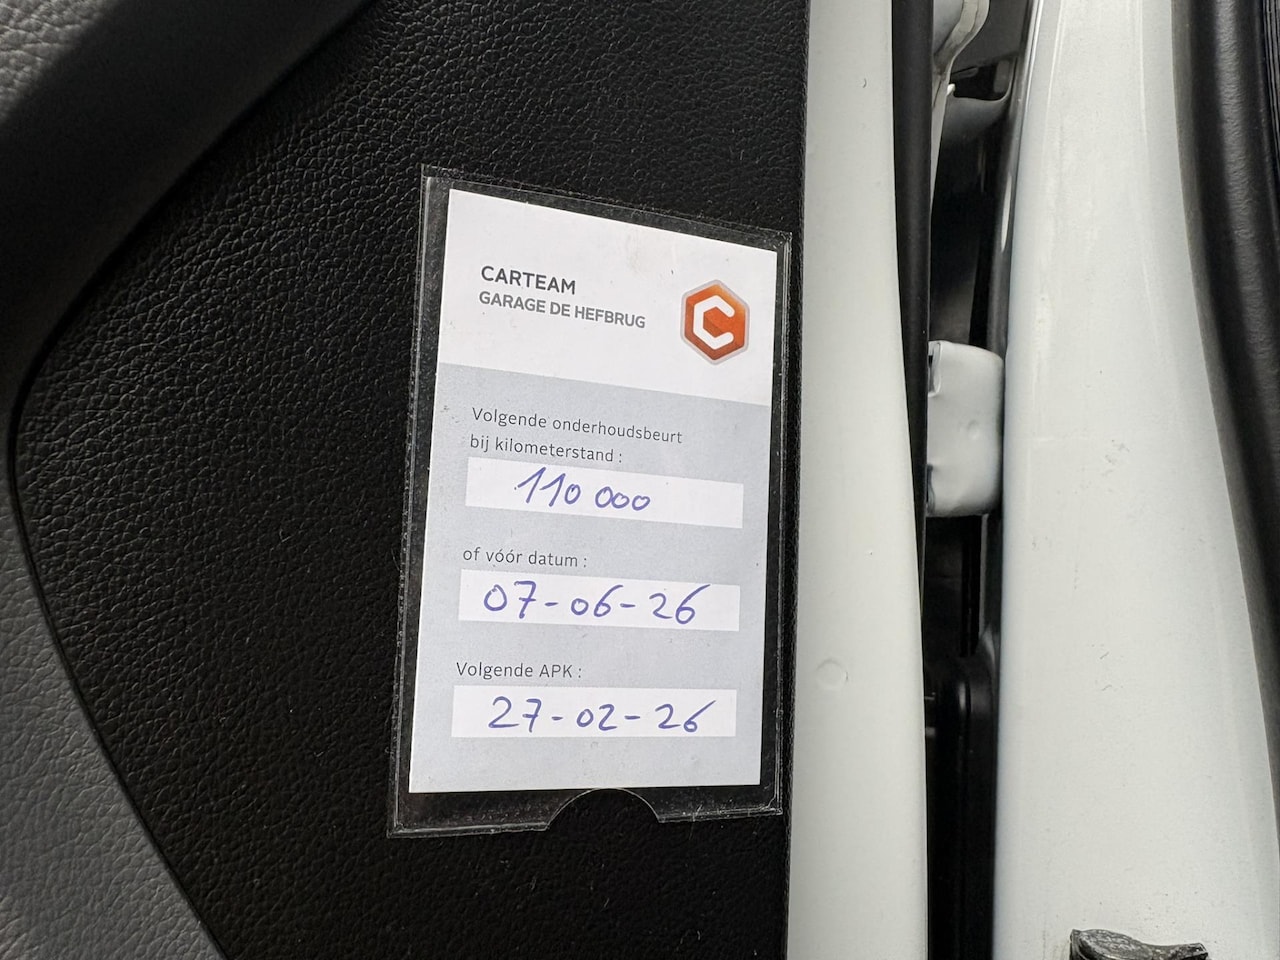 CARTEAM
GARAGE DE HEFBRUG
Volgende onderhoudsbeurt
bij kilometerstand :
110 000
of vóór datum :
07-06-26
Volgende APK :
27-02-26